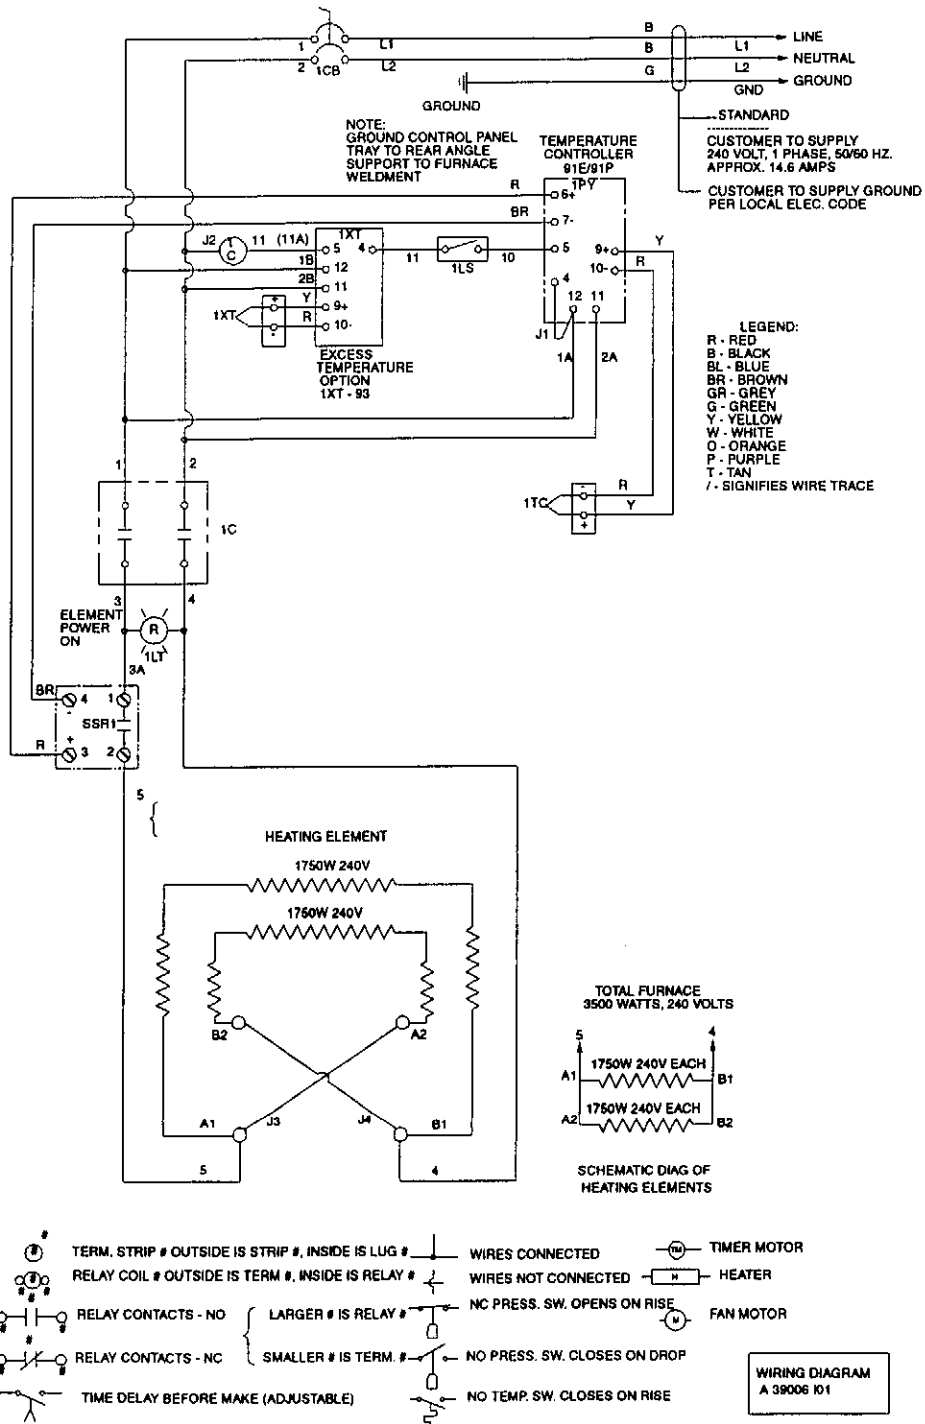 B
LINE
1
L1
L1
B
NEUTRAL
2
1CB
L2
L2
G
GROUND
GND
GROUND
STANDARD
NOTE:
GROUND CONTROL PANEL
TRAY TO REAR ANGLE
SUPPORT TO FURNACE
WELDMENT
TEMPERATURE
CONTROLLER
91E/91P
1PY
CUSTOMER TO SUPPLY
240 VOLT, 1 PHASE, 50/60 HZ.
APPROX. 14.6 AMPS
CUSTOMER TO SUPPLY GROUND
PER LOCAL ELEC. CODE
R
6+
BR
7-
J2
1
C
11
(11A)
1XT
5
4
11
1LS
10
5
9+
Y
1B
12
10-
R
2B
11
4
12
11
1XT
+
-
Y
9+
R
10-
J1
1A
2A
EXCESS
TEMPERATURE
OPTION
1XT - 93
LEGEND:
R - RED
B - BLACK
BL - BLUE
BR - BROWN
GR - GREY
G - GREEN
Y - YELLOW
W - WHITE
O - ORANGE
P - PURPLE
T - TAN
/ - SIGNIFIES WIRE TRACE
1
2
1TC
-
+
R
Y
1C
3
4
ELEMENT
POWER
ON
R
1LT
3A
BR
4
1
-
SSR1
+
R
3
2
5
HEATING ELEMENT
1750W 240V
1750W 240V
B2
A2
A1
J3
J4
B1
5
4
TOTAL FURNACE
3500 WATTS, 240 VOLTS
5
4
1750W 240V EACH
A1
B1
1750W 240V EACH
A2
B2
SCHEMATIC DIAG OF
HEATING ELEMENTS
#
#
TERM. STRIP # OUTSIDE IS STRIP #, INSIDE IS LUG #
WIRES CONNECTED
TM
TIMER MOTOR
#
# #
RELAY COIL # OUTSIDE IS TERM #, INSIDE IS RELAY #
WIRES NOT CONNECTED
H
HEATER
#
# #
RELAY CONTACTS - NO
LARGER # IS RELAY #
NC PRESS. SW. OPENS ON RISE
M
FAN MOTOR
#
# #
RELAY CONTACTS - NC
SMALLER # IS TERM. #
NO PRESS. SW. CLOSES ON DROP
TIME DELAY BEFORE MAKE (ADJUSTABLE)
NO TEMP. SW. CLOSES ON RISE
WIRING DIAGRAM
A 39006 I01